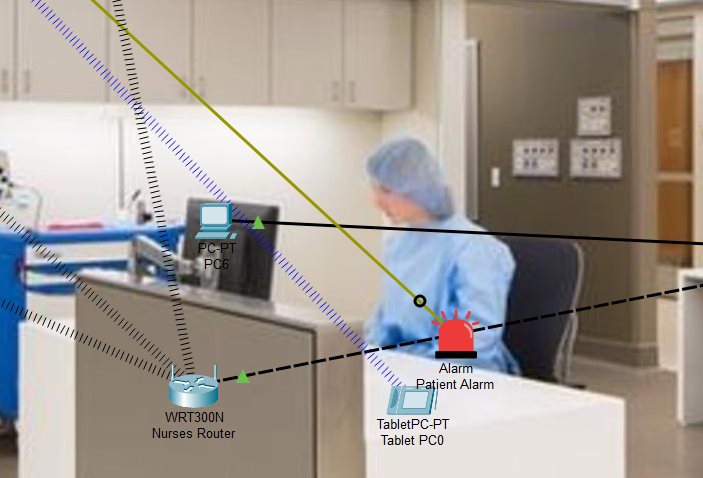 PC-PT
PC6
Alarm
Patient Alarm
WRT300N
Nurses Router
TabletPC-PT
Tablet PC0